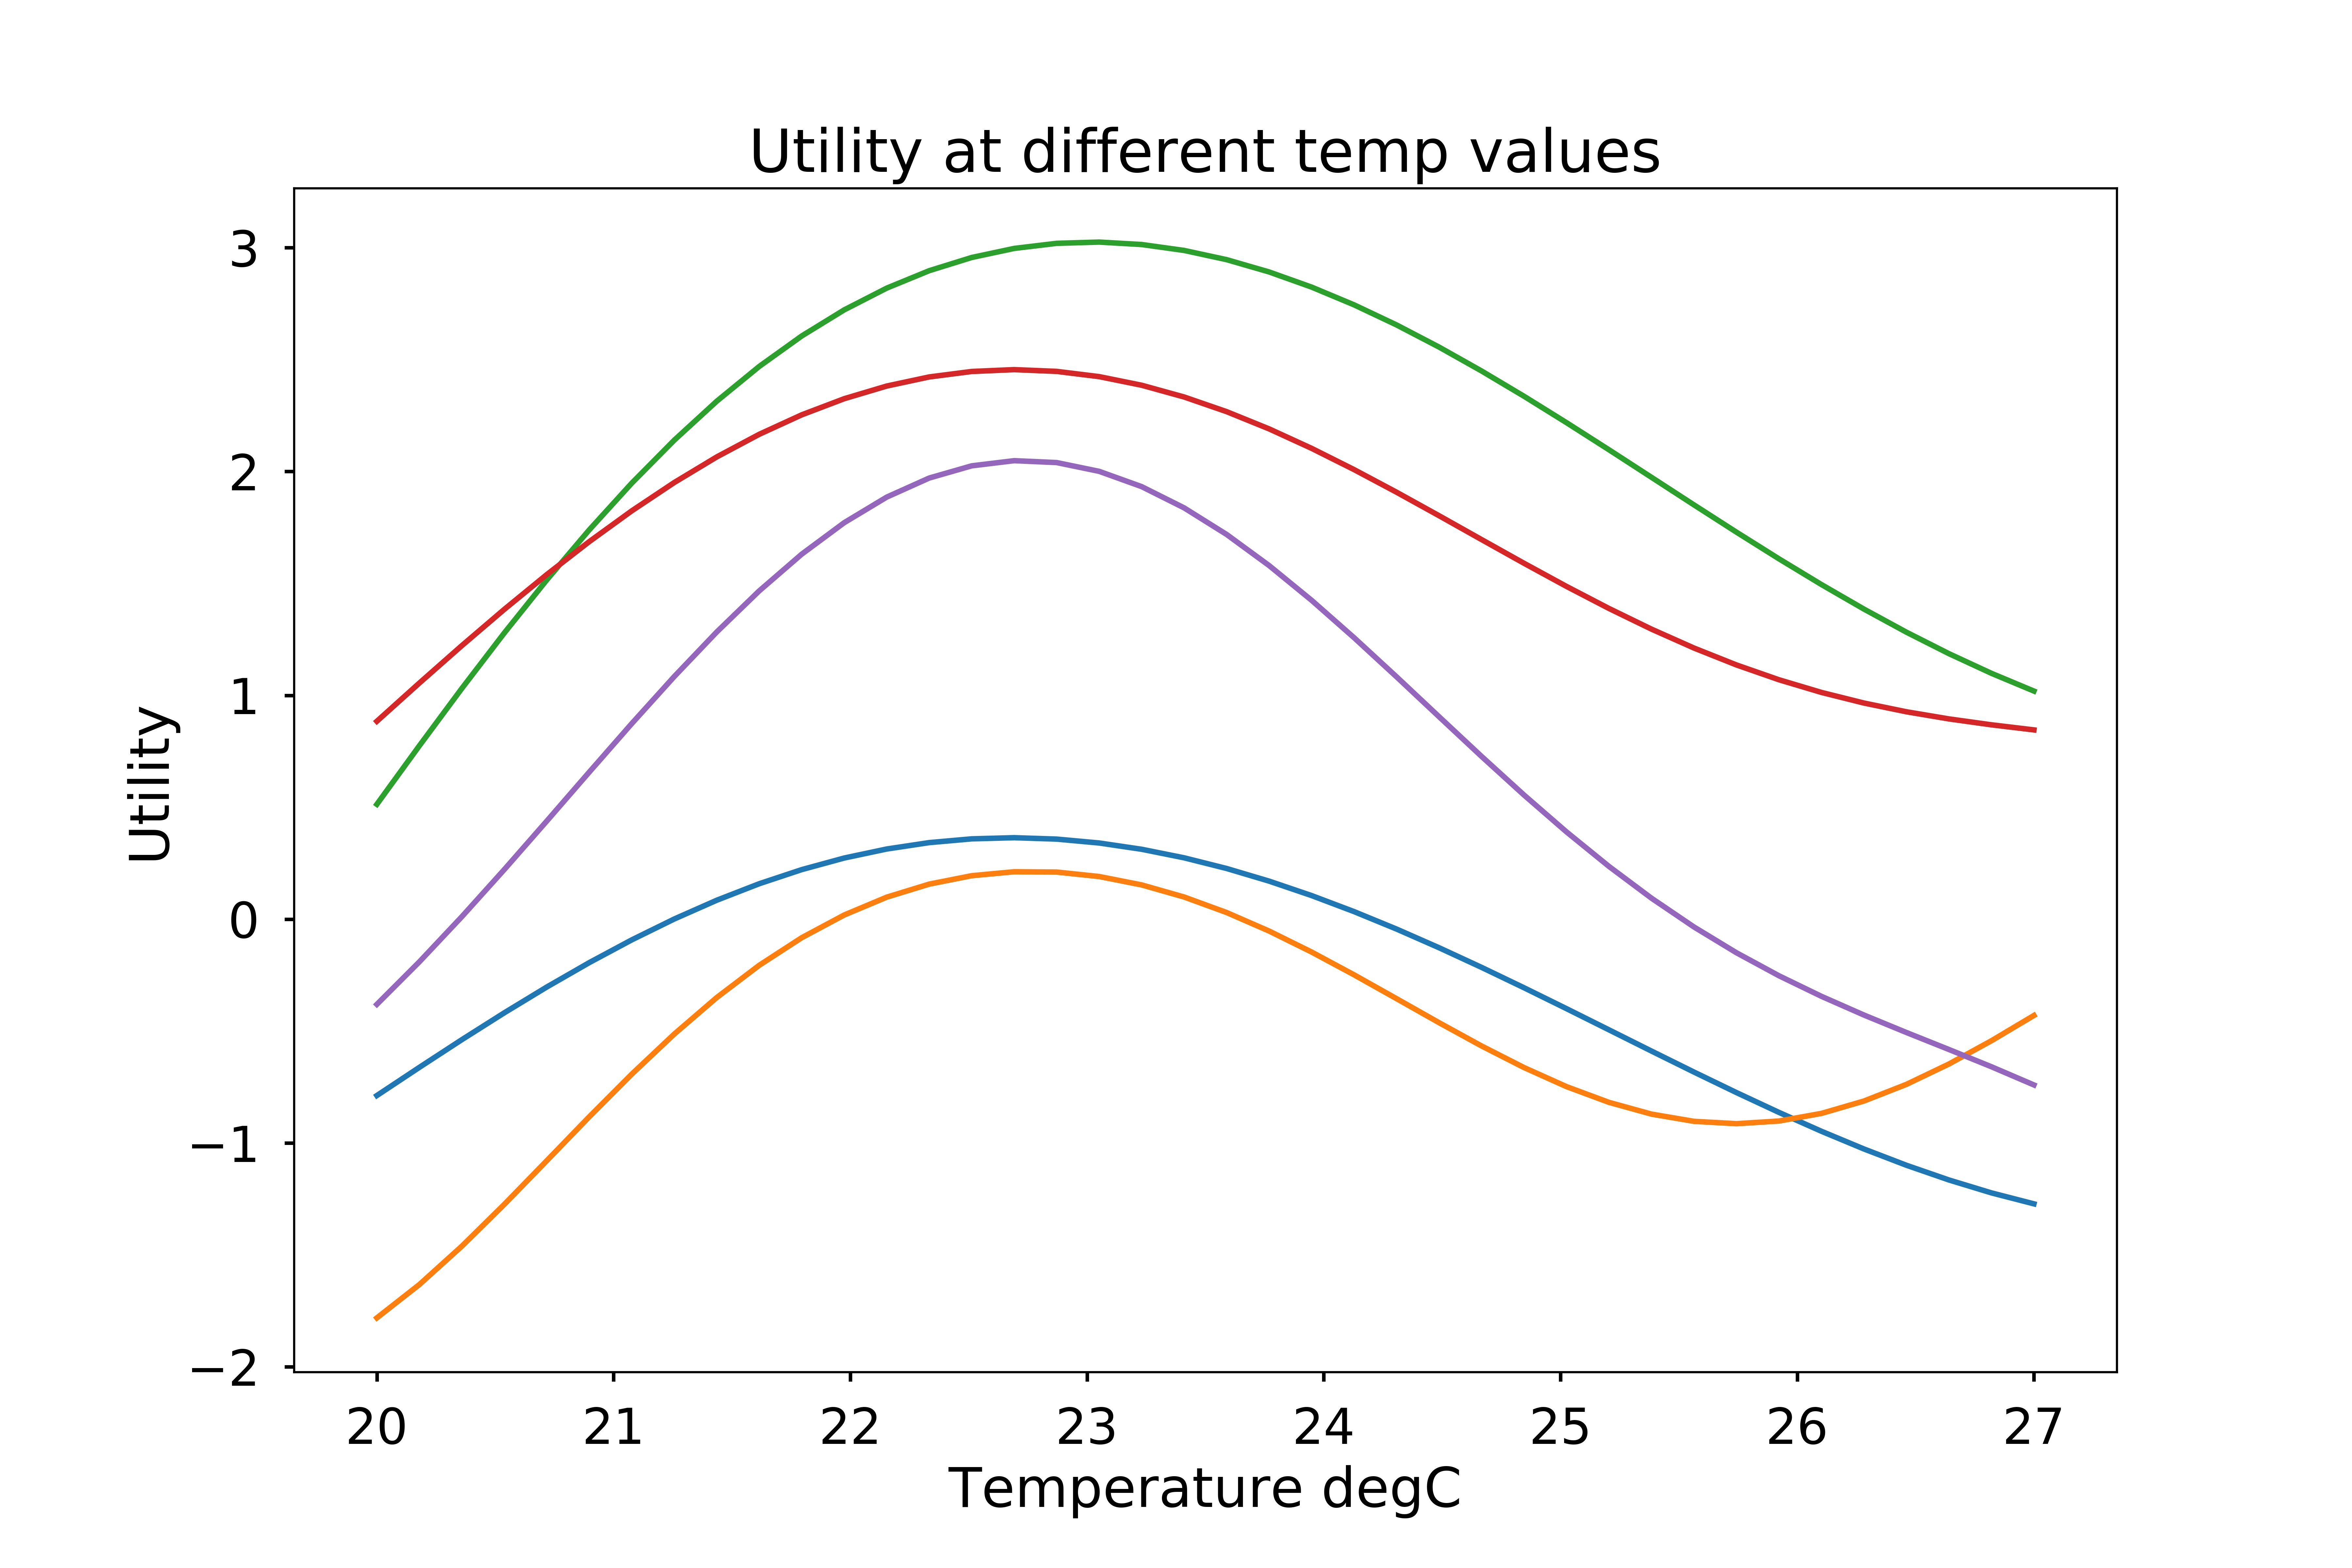 Utility at different temp values
3
2
1
0
−1
−2
Utility
20 21 22 23 24 25 26 27
Temperature degC